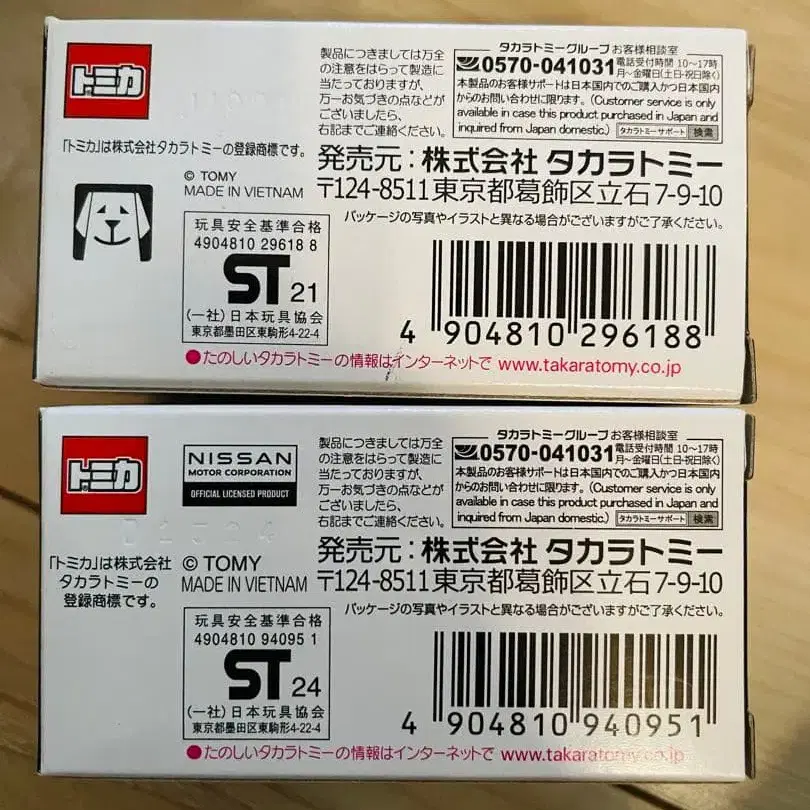 トミカ
「トミカ」は株式会社タカラトミーの登録商標です。
© TOMY
MADE IN VIETNAM
製品につきましては万全
の注意をはらって製造に
当たっておりますが、
万一お気づきの点などが
ございましたら、
右記までご連絡ください。
タカラトミーグループ お客様相談室
0570-041031 電話受付時間 10〜17時
月〜金曜日(土・日・祝日除く)
本製品のお客様サポートは日本国内でのご購入かつ日本国内
からのお問い合わせに限ります。(Customer service is only
available in case this product purchased in Japan and
inquired from Japan domestic.) タカラトミーサポート 検索
発売元:株式会社 タカラトミー
〒124-8511東京都葛飾区立石7-9-10
パッケージの写真やイラストと異なる場合がございますがご了承ください。
玩具安全基準合格
4904810 29618 8
ST 21
(一社)日本玩具協会
東京都墨田区東駒形4-22-4
4 904810 296188
●たのしいタカラトミーの情報はインターネットで www.takaratomy.co.jp
トミカ
NISSAN
MOTOR CORPORATION
OFFICIAL LICENSED PRODUCT
「トミカ」は株式会社
タカラトミーの
登録商標です。
© TOMY
MADE IN VIETNAM
製品につきましては万全
の注意をはらって製造に
当たっておりますが、
万一お気づきの点などが
ございましたら、
右記までご連絡ください。
タカラトミーグループ お客様相談室
0570-041031 電話受付時間 10〜17時
月〜金曜日(土・日・祝日除く)
本製品のお客様サポートは日本国内でのご購入かつ日本国内
からのお問い合わせに限ります。(Customer service is only
available in case this product purchased in Japan and
inquired from Japan domestic.) タカラトミーサポート 検索
発売元:株式会社 タカラトミー
〒124-8511東京都葛飾区立石7-9-10
パッケージの写真やイラストと異なる場合がございますがご了承ください。
玩具安全基準合格
4904810 94095 1
ST 24
(一社)日本玩具協会
東京都墨田区東駒形4-22-4
4 904810 940951
●たのしいタカラトミーの情報はインターネットで www.takaratomy.co.jp